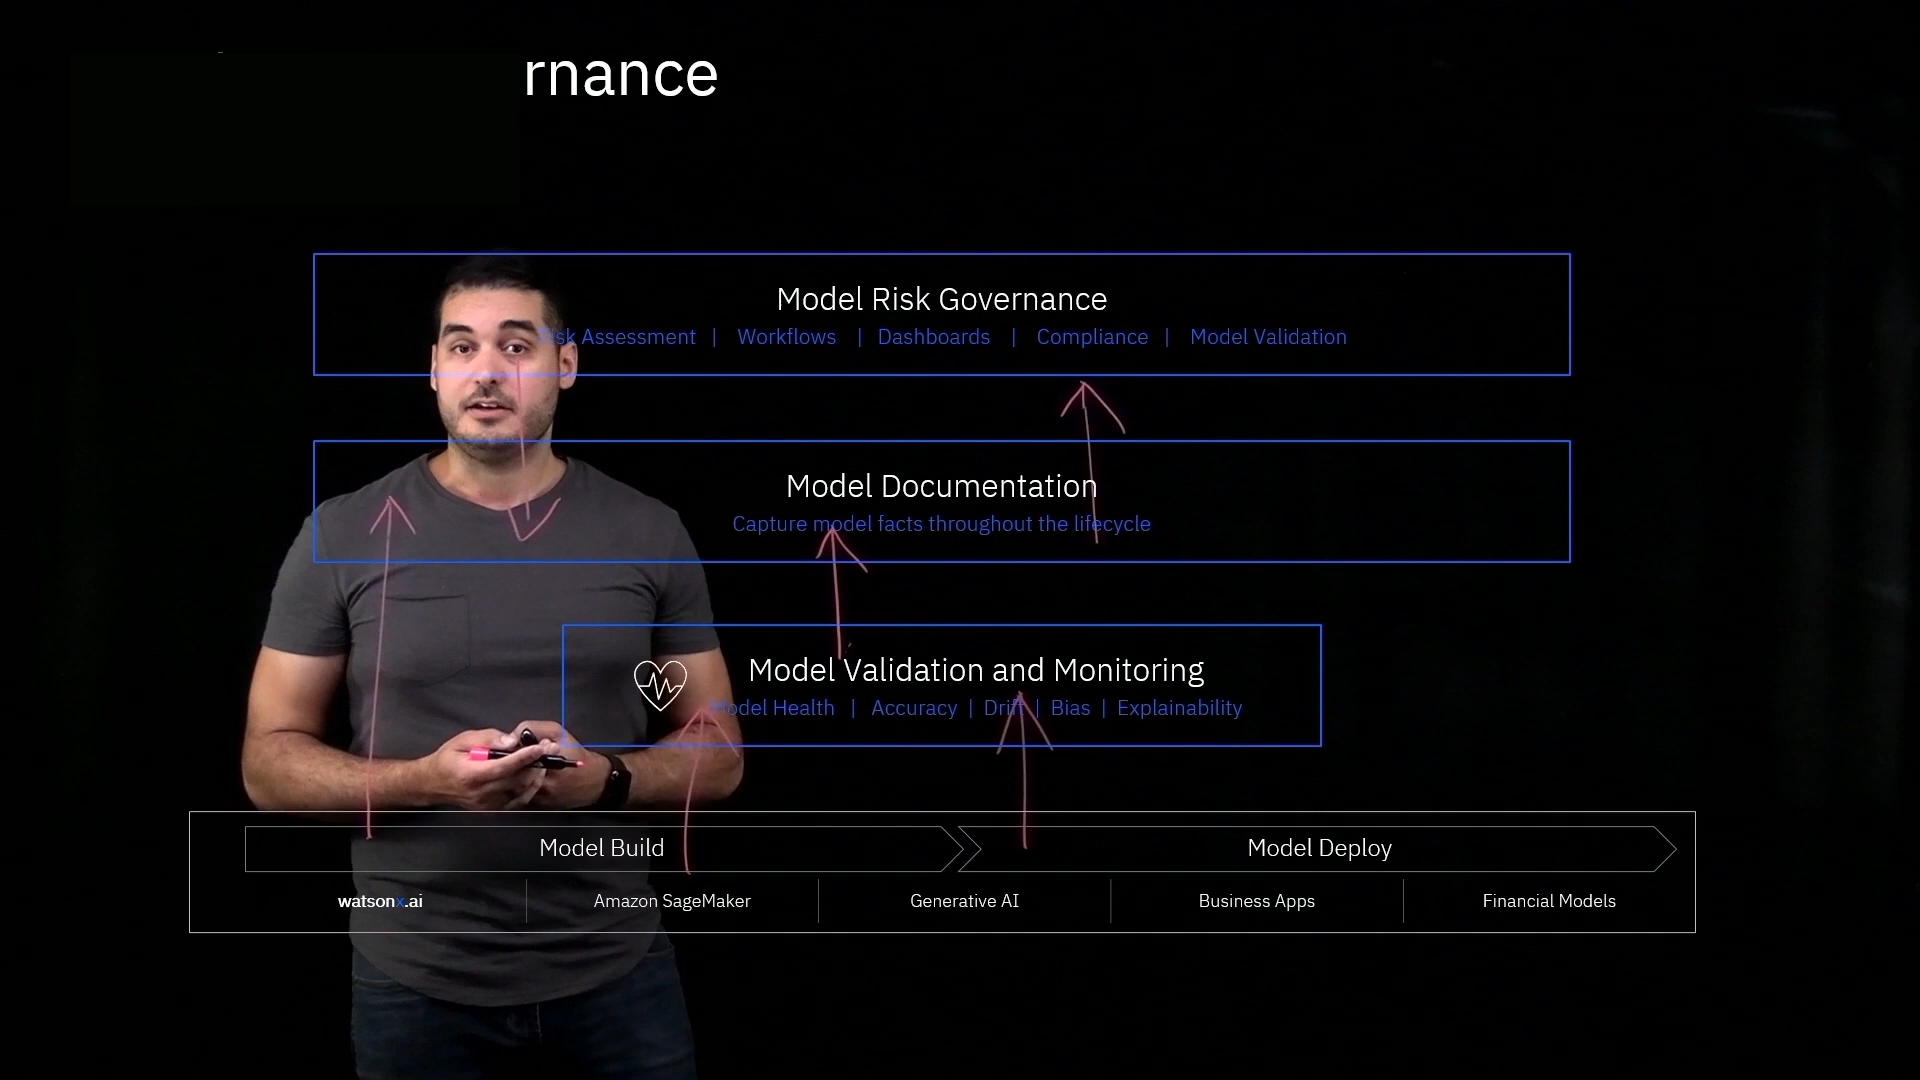 rnance
Model Risk Governance
Risk Assessment | Workflows | Dashboards | Compliance | Model Validation
Model Documentation
Capture model facts throughout the lifecycle
Model Validation and Monitoring
Model Health | Accuracy | Drift | Bias | Explainability
Model Build
Model Deploy
watsonx.ai
Amazon SageMaker
Generative AI
Business Apps
Financial Models